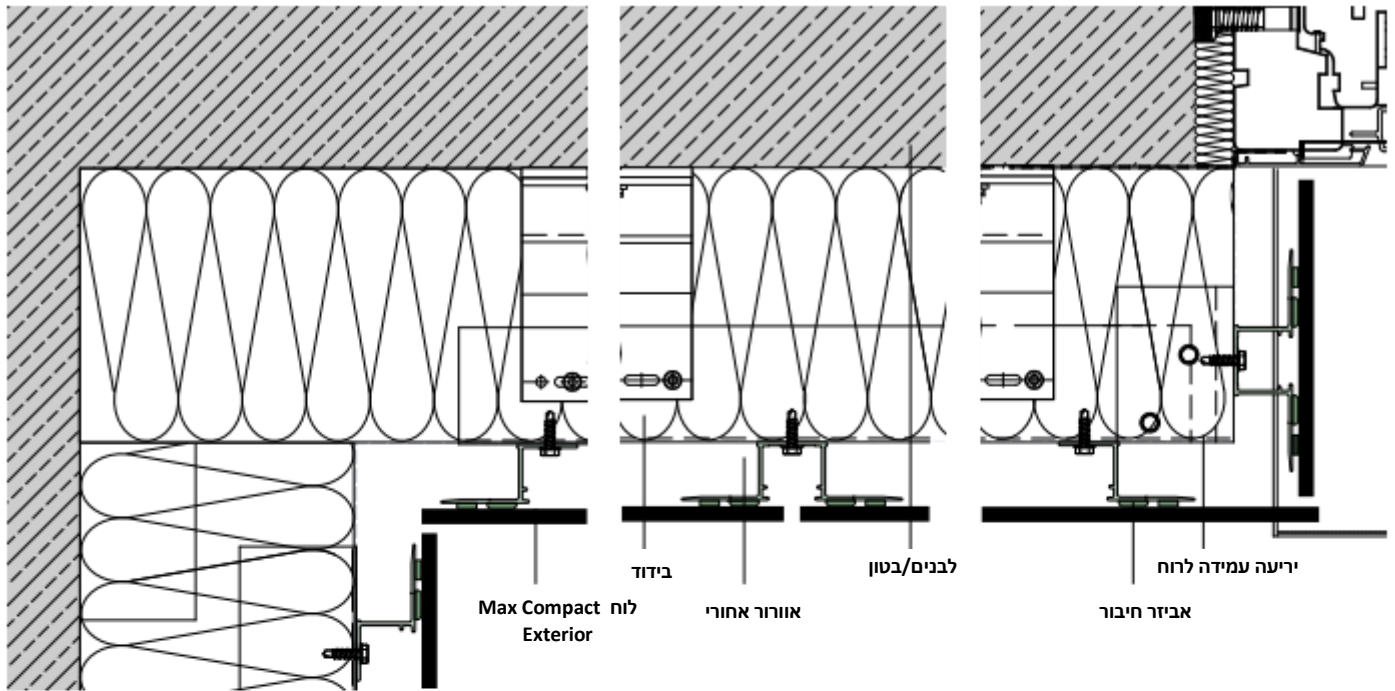 יריעה עמידה לרוח
לבנים/בטון
בידוד
אביזר חיבור
אוורור אחורי
לוח Max Compact
Exterior